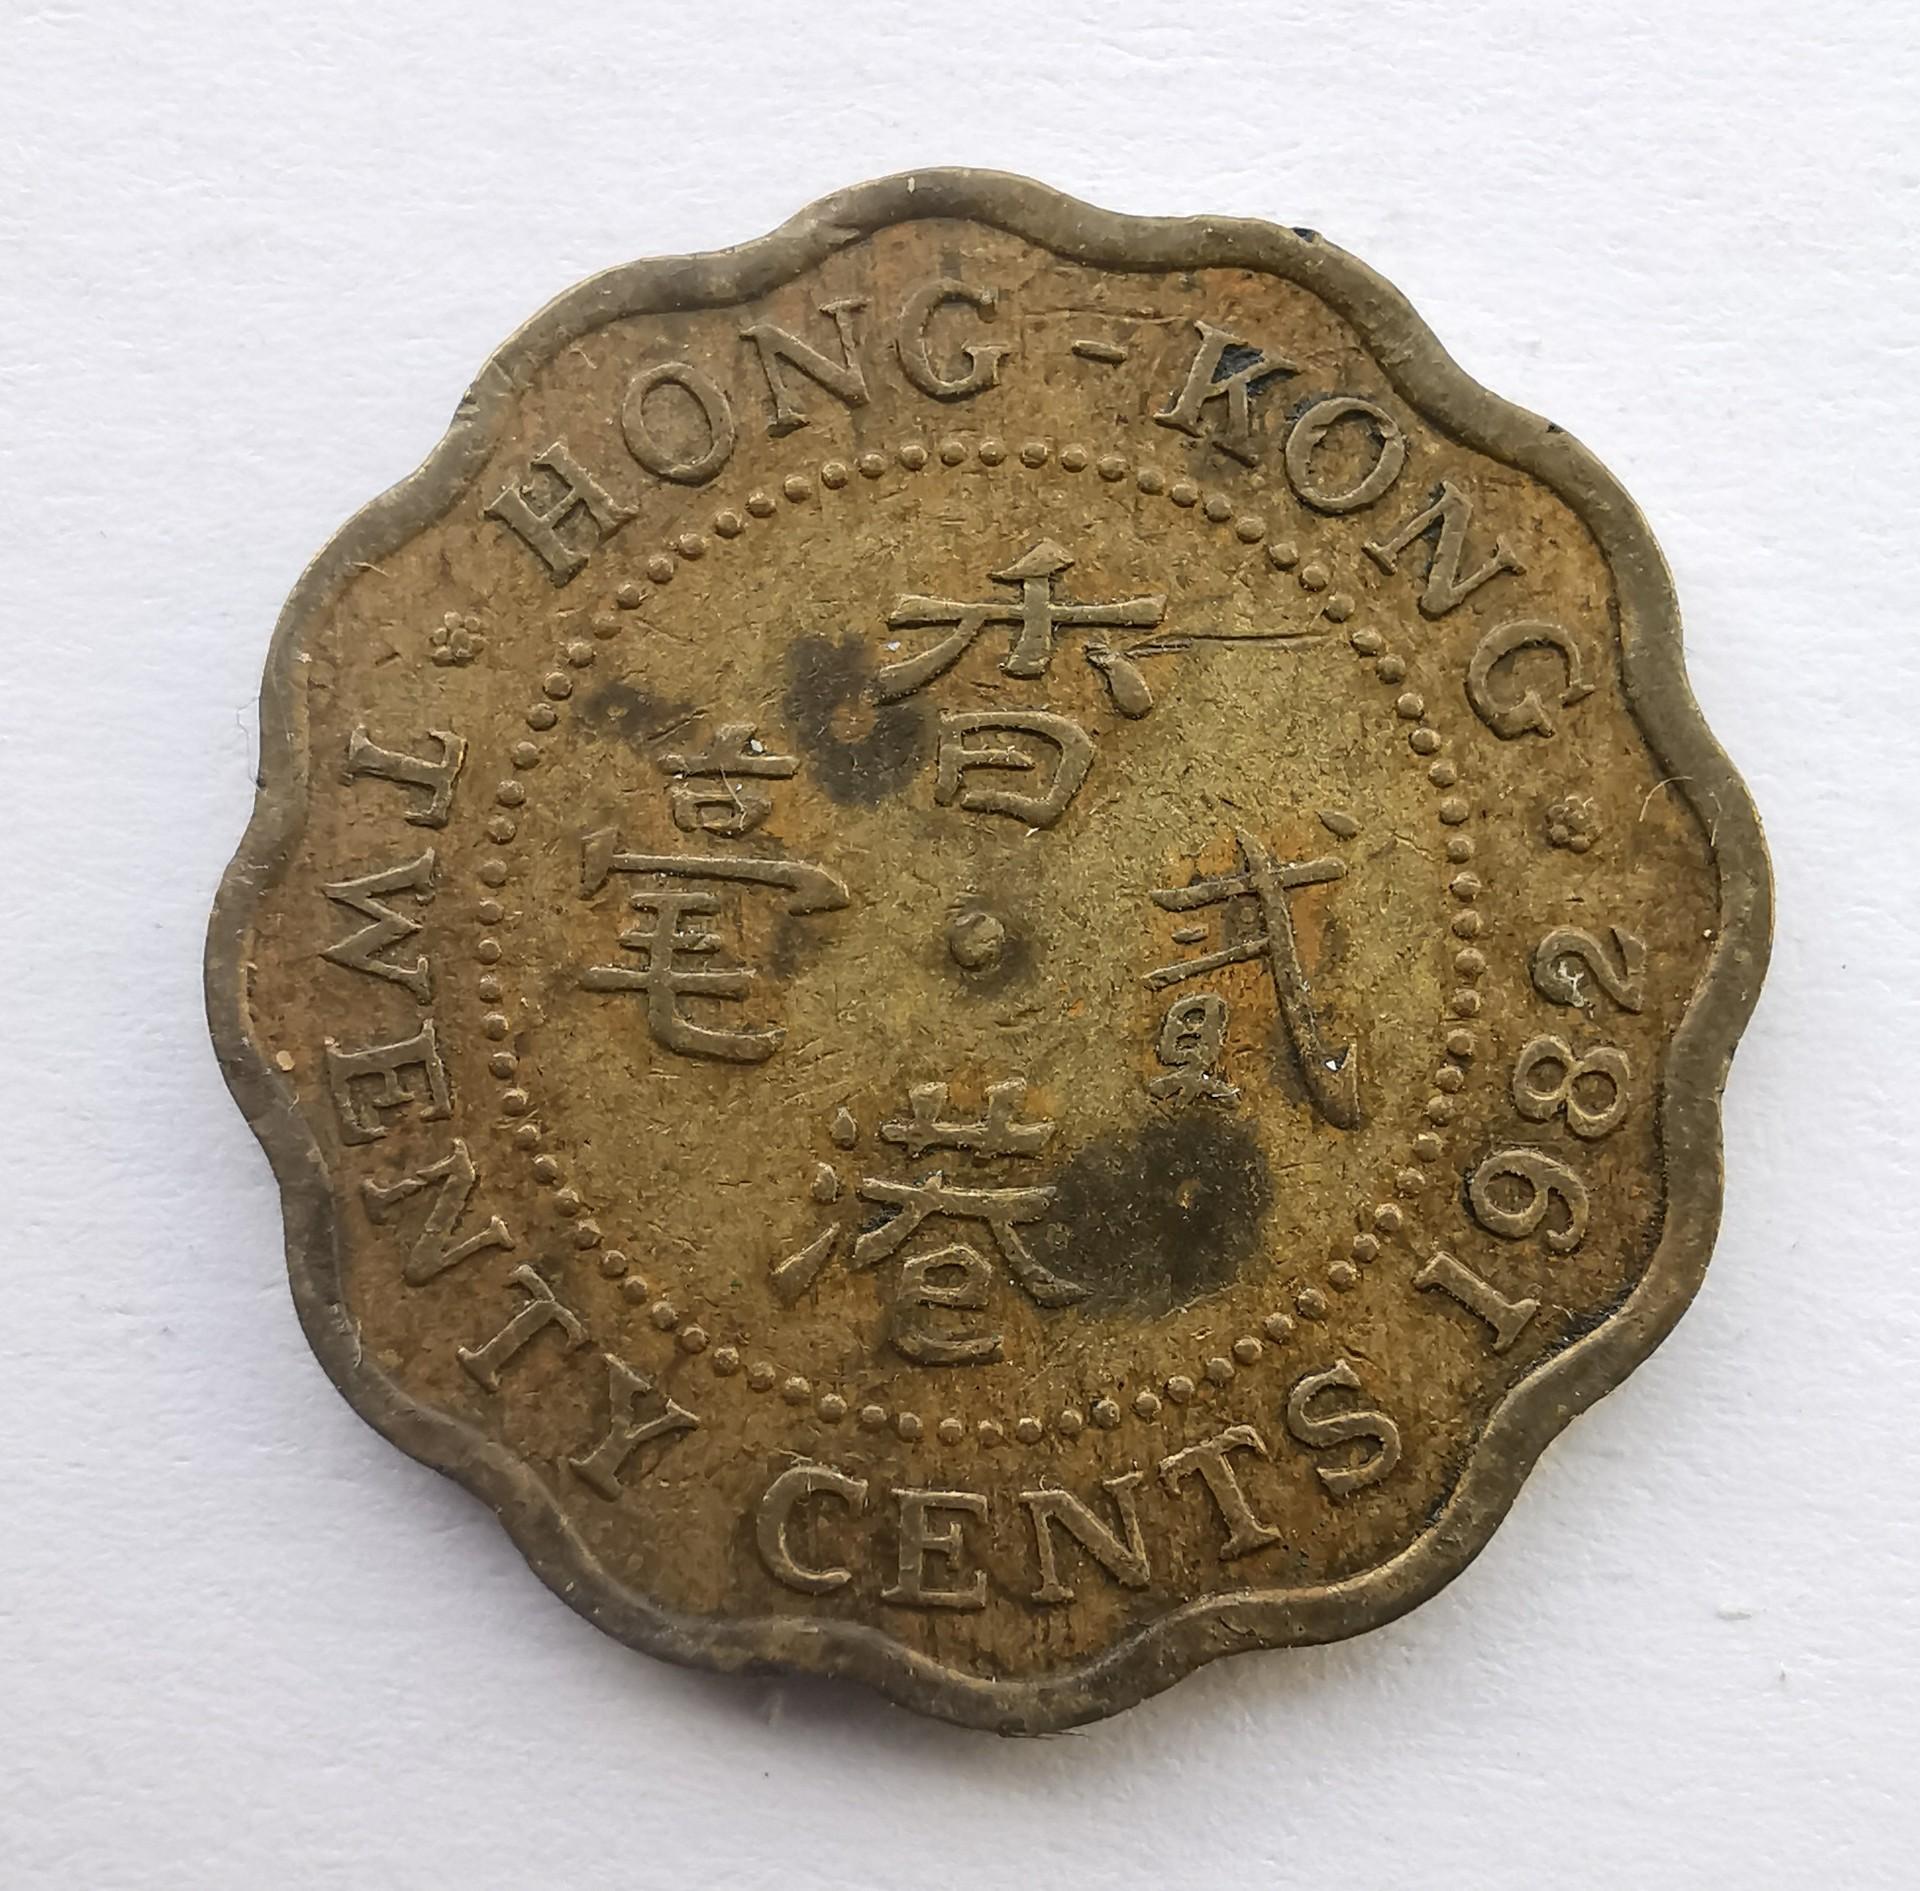 HONG-KONG
香港
貳毫
TWENTY CENTS 1982